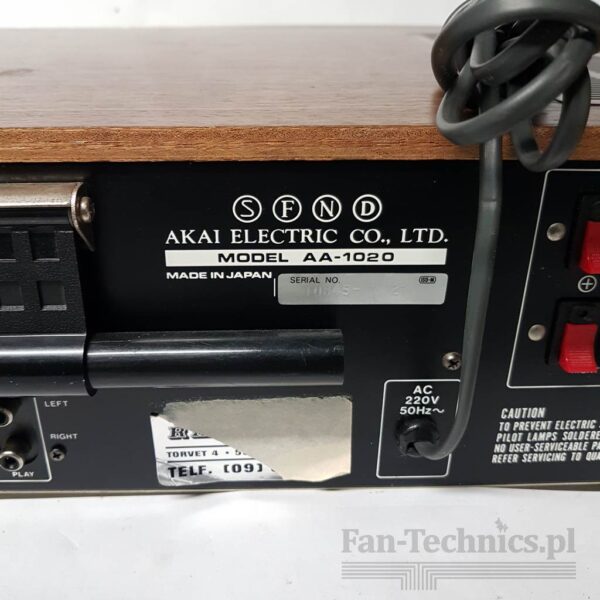 S F N D
AKAI ELECTRIC CO., LTD.
MODEL AA-1020
MADE IN JAPAN
SERIAL NO.
LEFT
RIGHT
PLAY
TORVET 4 · 5
TELF. (09)
AC
220V
50Hz~
CAUTION
TO PREVENT ELECTRIC
PILOT LAMPS SOLDERE
NO USER-SERVICEABLE PA
REFER SERVICING TO QUA
Fan-Technics.pl